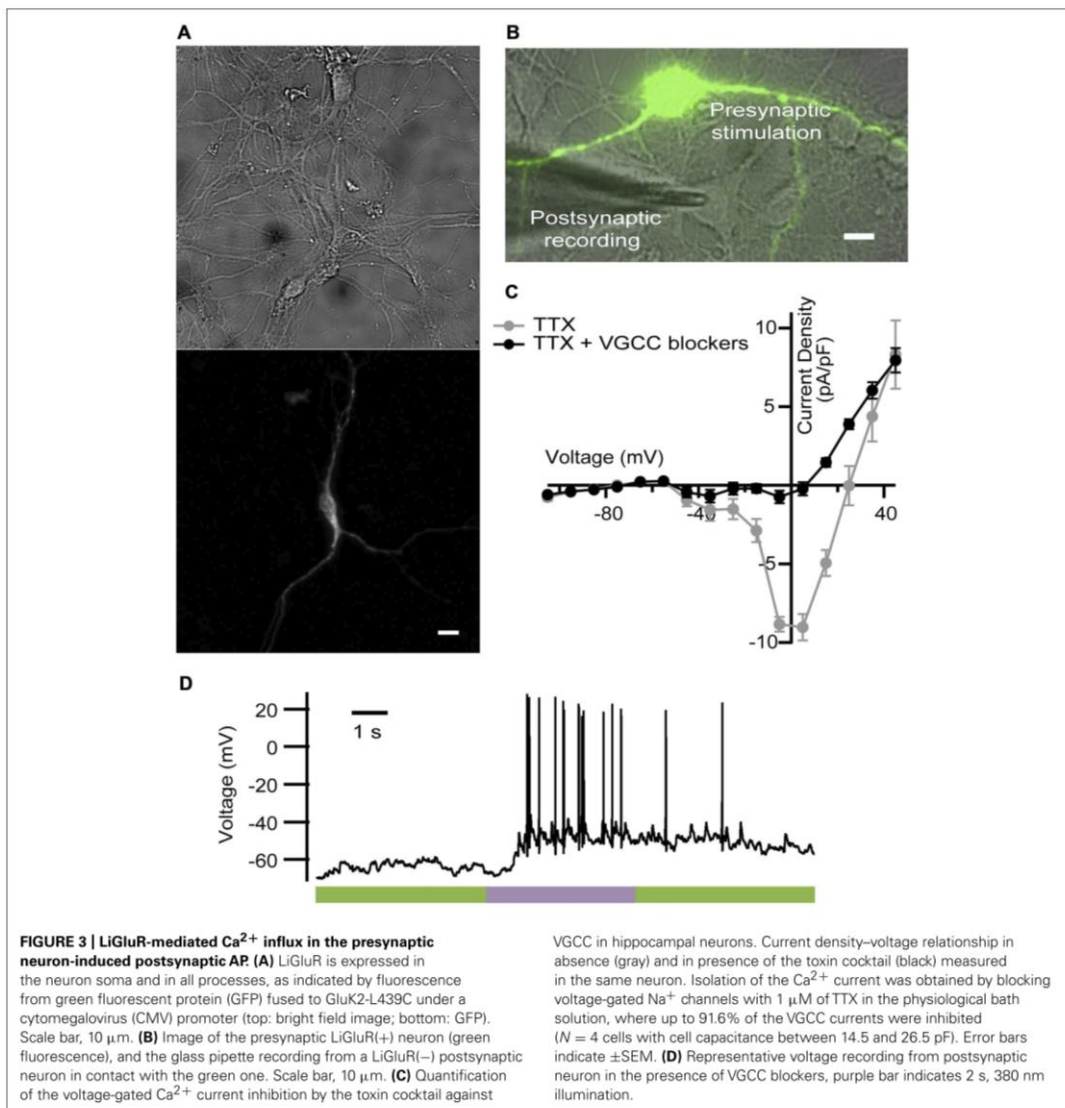 A
B
Presynaptic
stimulation
Postsynaptic
recording
C
TTX
TTX + VGCC blockers
Current Density
(pA/pF)
10
5
Voltage (mV)
-80
-40
40
-5
-10
D
Voltage (mV)
20
0
-20
-40
-60
1 s
FIGURE 3 | LiGluR-mediated Ca2+ influx in the presynaptic
neuron-induced postsynaptic AP. (A) LiGluR is expressed in
the neuron soma and in all processes, as indicated by fluorescence
from green fluorescent protein (GFP) fused to GluK2-L439C under a
cytomegalovirus (CMV) promoter (top: bright field image; bottom: GFP).
Scale bar, 10 μm. (B) Image of the presynaptic LiGluR(+) neuron (green
fluorescence), and the glass pipette recording from a LiGluR(−) postsynaptic
neuron in contact with the green one. Scale bar, 10 μm. (C) Quantification
of the voltage-gated Ca2+ current inhibition by the toxin cocktail against
VGCC in hippocampal neurons. Current density–voltage relationship in
absence (gray) and in presence of the toxin cocktail (black) measured
in the same neuron. Isolation of the Ca2+ current was obtained by blocking
voltage-gated Na+ channels with 1 μM of TTX in the physiological bath
solution, where up to 91.6% of the VGCC currents were inhibited
(N = 4 cells with cell capacitance between 14.5 and 26.5 pF). Error bars
indicate ±SEM. (D) Representative voltage recording from postsynaptic
neuron in the presence of VGCC blockers, purple bar indicates 2 s, 380 nm
illumination.